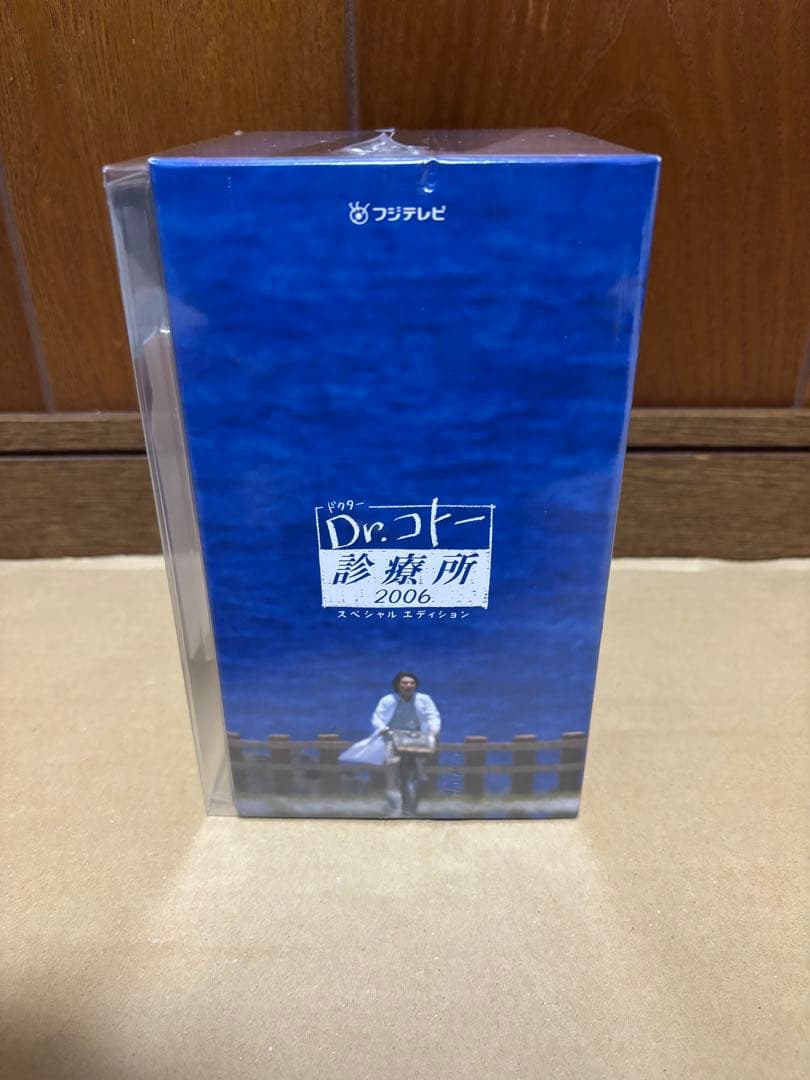 フジテレビ
ドクター
Dr.コトー
診療所
2006
スペシャル エディション